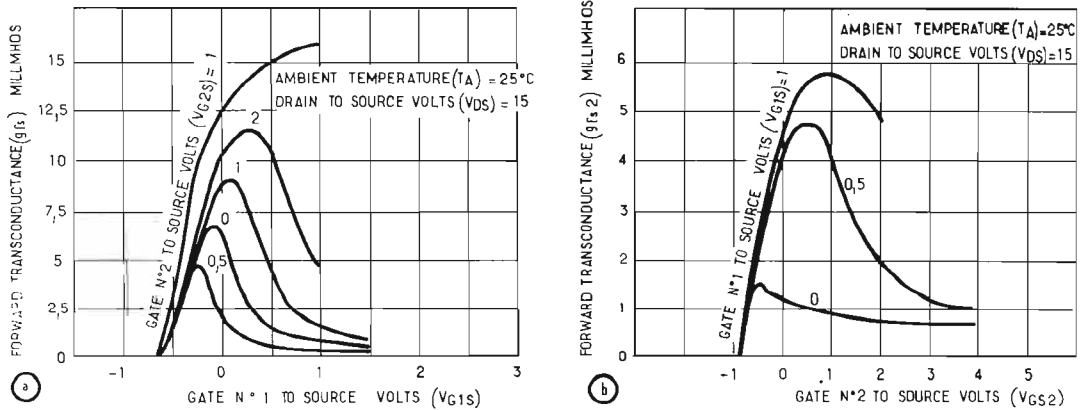 FORWARD TRANSCONDUCTANCE (gfs) MILLMHOS
15
12,5
10
7,5
5
2,5
0
GATE N°2 TO SOURCE VOLTS (VG2S)=1
AMBIENT TEMPERATURE (TA) = 25°C
DRAIN TO SOURCE VOLTS (VDS) = 15
2
1
0
0,5
-1
0
1
2
3
a
GATE N° 1 TO SOURCE VOLTS (VG1S)
FORWARD TRANSCONDUCTANCE (gfs2) MILLIMHOS
6
5
4
3
2
1
0
GATE N°1 TO SOURCE VOLTS (VG1S)=1
AMBIENT TEMPERATURE (TA)=25°C
DRAIN TO SOURCE VOLTS (VDS)=15
0,5
0
-1
0
1
2
3
4
b
GATE N°2 TO SOURCE VOLTS (VGS2)